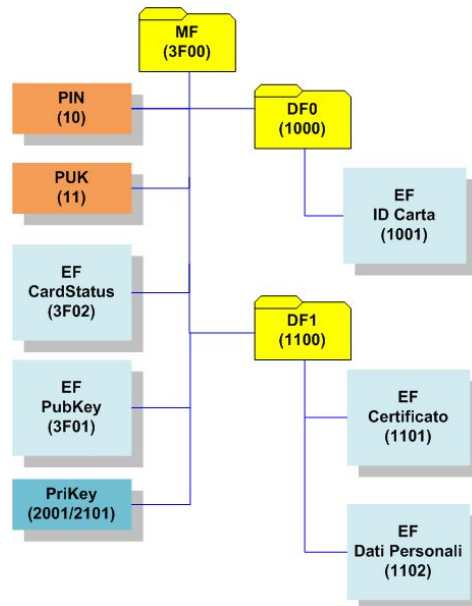 MF
(3F00)
PIN
(10)
DF0
(1000)
PUK
(11)
EF
ID Carta
(1001)
EF
CardStatus
(3F02)
DF1
(1100)
EF
PubKey
(3F01)
EF
Certificato
(1101)
PriKey
(2001/2101)
EF
Dati Personali
(1102)